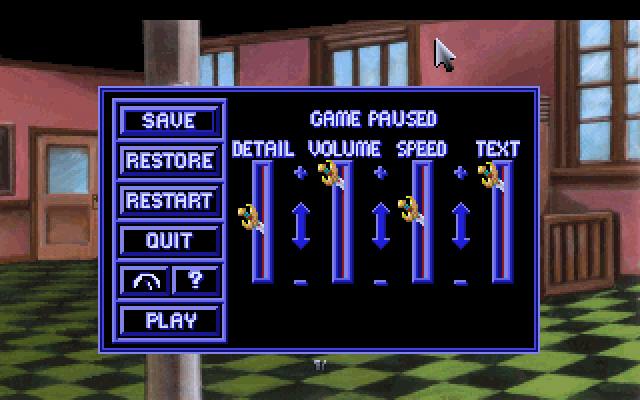 SAVE
GAME PAUSED
RESTORE
DETAIL VOLUME SPEED TEXT
RESTART
QUIT
?
PLAY